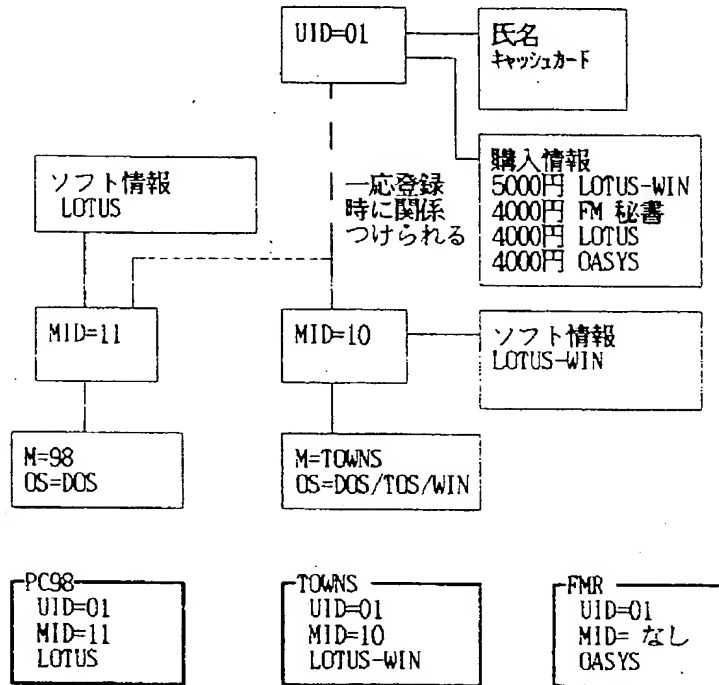 UID=01
氏名
キャッシュカード
購入情報
5000円 LOTUS-WIN
4000円 FM 秘書
4000円 LOTUS
4000円 OASYS
ソフト情報
LOTUS
一応登録
時に関係
つけられる
MID=11
MID=10
ソフト情報
LOTUS-WIN
M=98
OS=DOS
M=TOWNS
OS=DOS/TOS/WIN
PC98
UID=01
MID=11
LOTUS
TOWNS
UID=01
MID=10
LOTUS-WIN
FMR
UID=01
MID= なし
OASYS